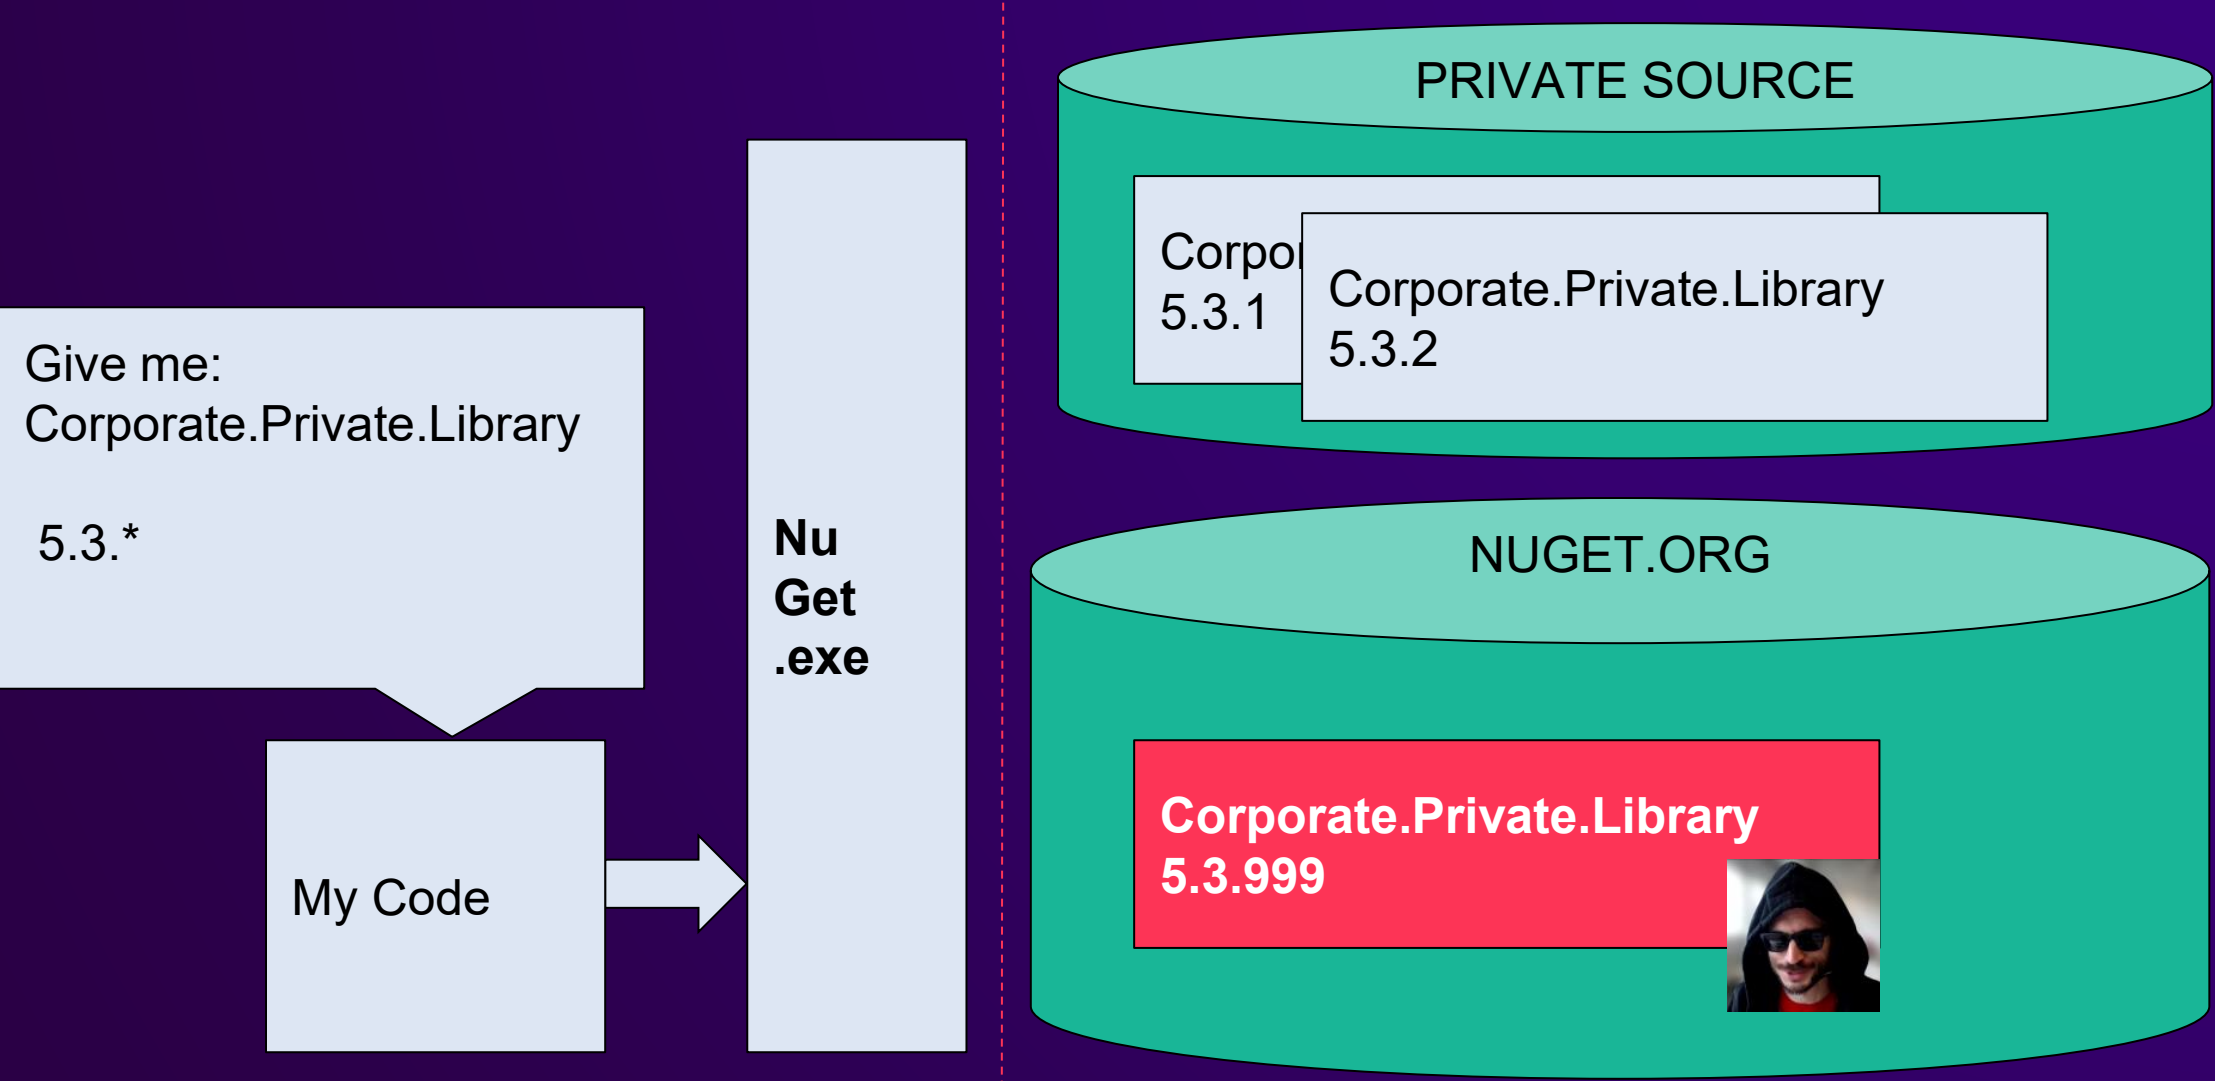 Give me:
Corporate.Private.Library
5.3.*
My Code
Nu
Get
.exe
PRIVATE SOURCE
Corpor
5.3.1
Corporate.Private.Library
5.3.2
NUGET.ORG
Corporate.Private.Library
5.3.999